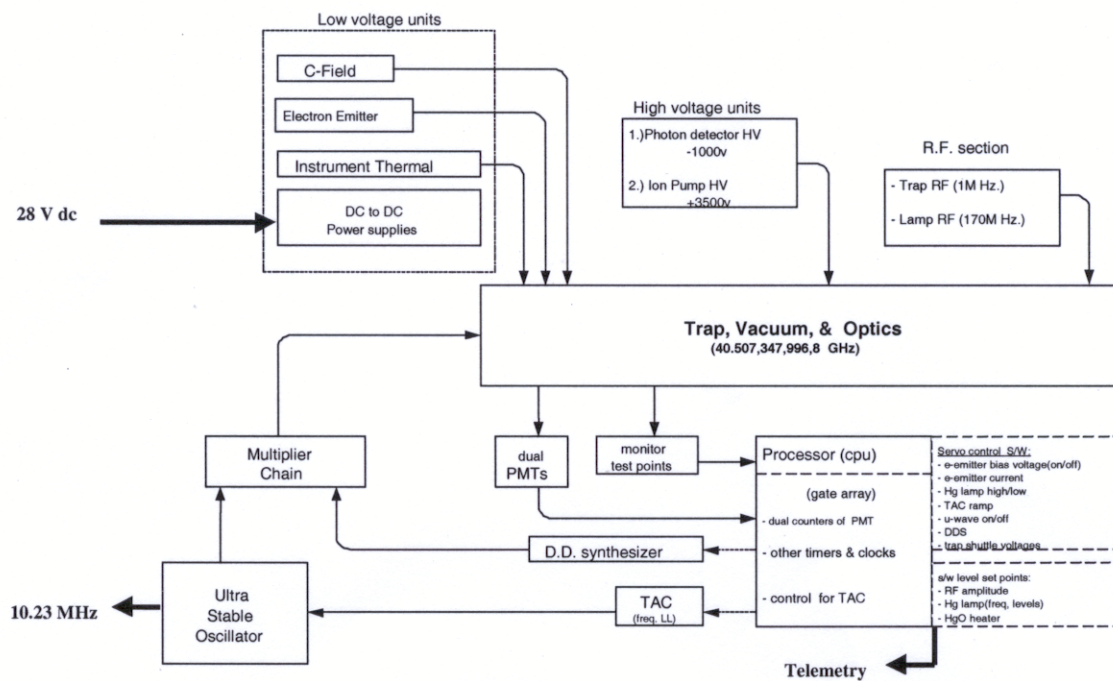 Low voltage units
C-Field
Electron Emitter
Instrument Thermal
DC to DC
Power supplies
28 V dc
High voltage units
1.)Photon detector HV
-1000v
2.) Ion Pump HV
+3500v
R.F. section
- Trap RF (1M Hz.)
- Lamp RF (170M Hz.)
Trap, Vacuum, & Optics
(40.507,347,996,8 GHz)
Multiplier
Chain
dual
PMTs
monitor
test points
Processor (cpu)
(gate array)
- dual counters of PMT
- other timers & clocks
- control for TAC
Servo control S/W:
- e-emitter bias voltage(on/off)
- e-emitter current
- Hg lamp high/low
- TAC ramp
- u-wave on/off
- DDS
- trap shuttle voltages
s/w level set points:
- RF amplitude
- Hg lamp(freq, levels)
- HgO heater
D.D. synthesizer
TAC
(freq. LL)
Ultra
Stable
Oscillator
10.23 MHz
Telemetry